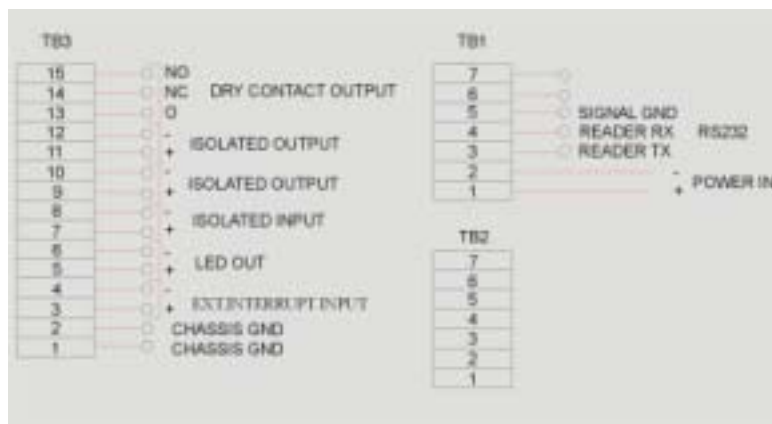 TB3
15 NO
14 NC DRY CONTACT OUTPUT
13 0
12 -
ISOLATED OUTPUT
11 +
10 -
ISOLATED OUTPUT
9 +
8 -
ISOLATED INPUT
7 +
6 -
LED OUT
5 +
4 -
3 + EXT.INTERRUPT INPUT
2 CHASSIS GND
1 CHASSIS GND
TB1
7
6
5 SIGNAL GND
4 READER RX RS232
3 READER TX
2 -
POWER IN
1 +
TB2
7
6
5
4
3
2
1